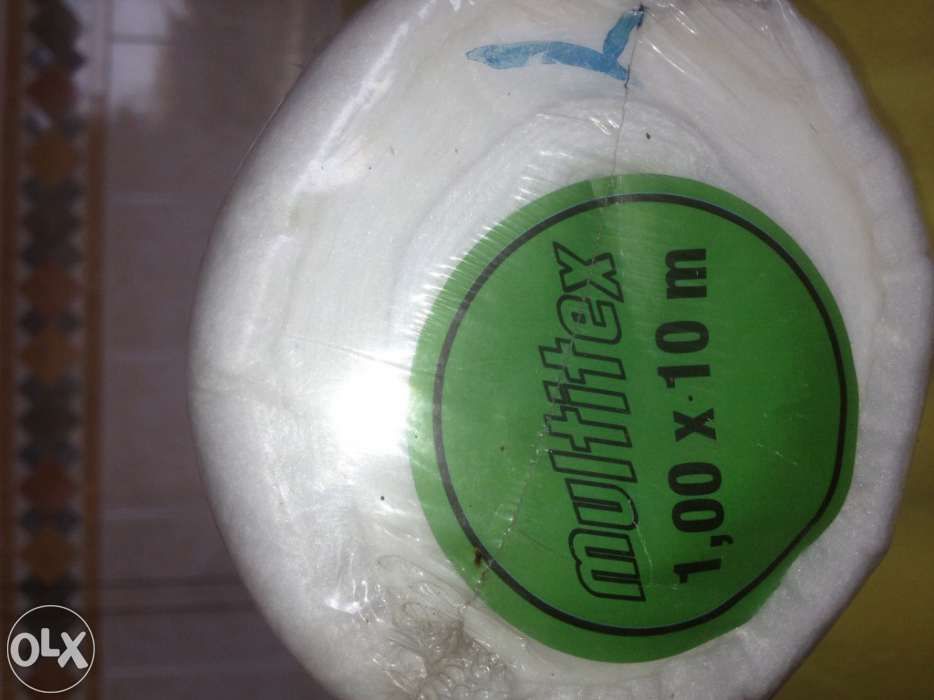 multitex
1,00 x 10 m
OLX